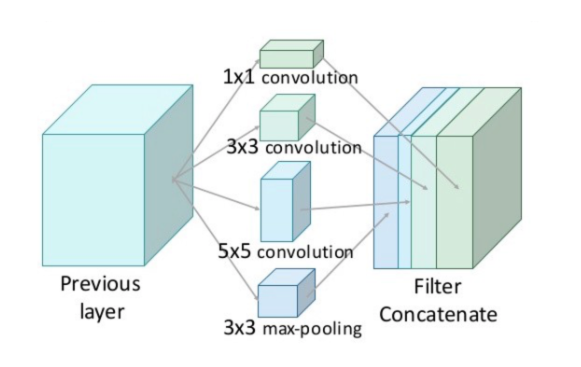 1x1 convolution
3x3 convolution
5x5 convolution
3x3 max-pooling
Previous
layer
Filter
Concatenate